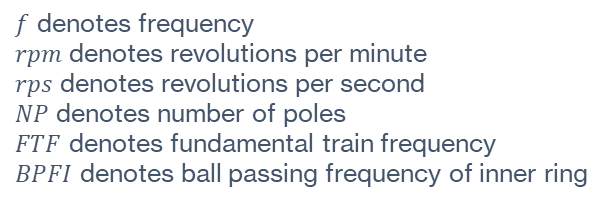 f denotes frequency
rpm denotes revolutions per minute
rps denotes revolutions per second
NP denotes number of poles
FTF denotes fundamental train frequency
BPFI denotes ball passing frequency of inner ring